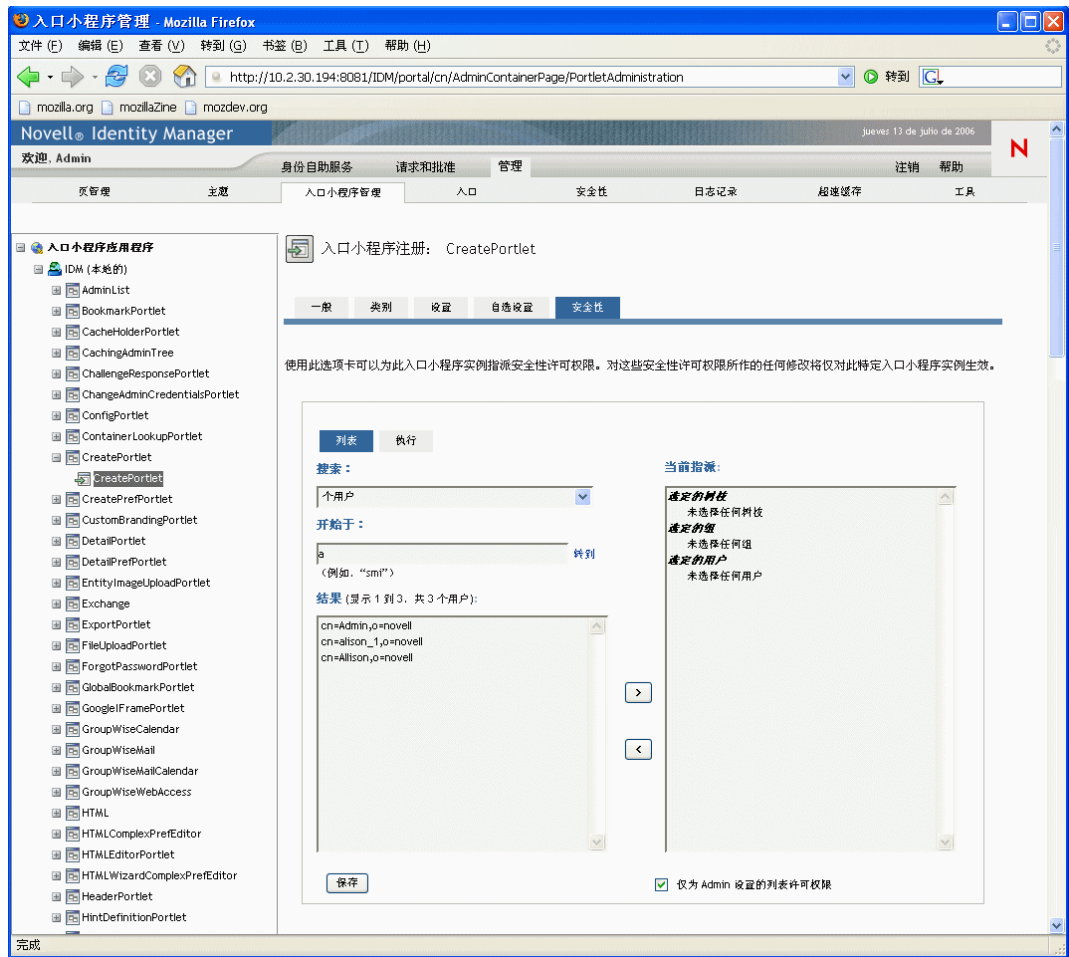 入口小程序管理 - Mozilla Firefox
文件 (F) 编辑 (E) 查看 (V) 转到 (G) 书签 (B) 工具 (T) 帮助 (H)
http://10.2.30.194:8081/IDM/portal/cn/AdminContainerPage/PortletAdministration 转到 G
mozilla.org mozillaZine mozdev.org
Novell® Identity Manager jueves 13 de julio de 2006
欢迎, Admin N
身份自助服务 请求和批准 管理 注销 帮助
页管理 主题 入口小程序管理 入口 安全性 日志记录 超速缓存 工具
入口小程序应用程序
IDM (本地的)
AdminList
BookmarkPortlet
CacheHolderPortlet
CachingAdminTree
ChallengeResponsePortlet
ChangeAdminCredentialsPortlet
ConfigPortlet
ContainerLookupPortlet
CreatePortlet
CreatePortlet
CreatePrefPortlet
CustomBrandingPortlet
DetailPortlet
DetailPrefPortlet
EntityImageUploadPortlet
Exchange
ExportPortlet
FileUploadPortlet
ForgotPasswordPortlet
GlobalBookmarkPortlet
GoogleIFramePortlet
GroupWiseCalendar
GroupWiseMail
GroupWiseMailCalendar
GroupWiseWebAccess
HTML
HTMLComplexPrefEditor
HTMLEditorPortlet
HTMLWizardComplexPrefEditor
HeaderPortlet
HintDefinitionPortlet
入口小程序注册: CreatePortlet
一般 类别 设置 自选设置 安全性
使用此选项卡可以为此入口小程序实例指派安全性许可权限。对这些安全性许可权限所作的任何修改将仅对此特定入口小程序实例生效。
列表 执行
搜索：
个用户
开始于：
a 转到
（例如，“smi”）
结果 (显示 1 到 3，共 3 个用户):
cn=Admin,o=novell
cn=alison_1,o=novell
cn=Allison,o=novell
>
<
当前指派:
选定的树枝
未选择任何树枝
选定的组
未选择任何组
选定的用户
未选择任何用户
保存
仅为 Admin 设置的列表许可权限
完成